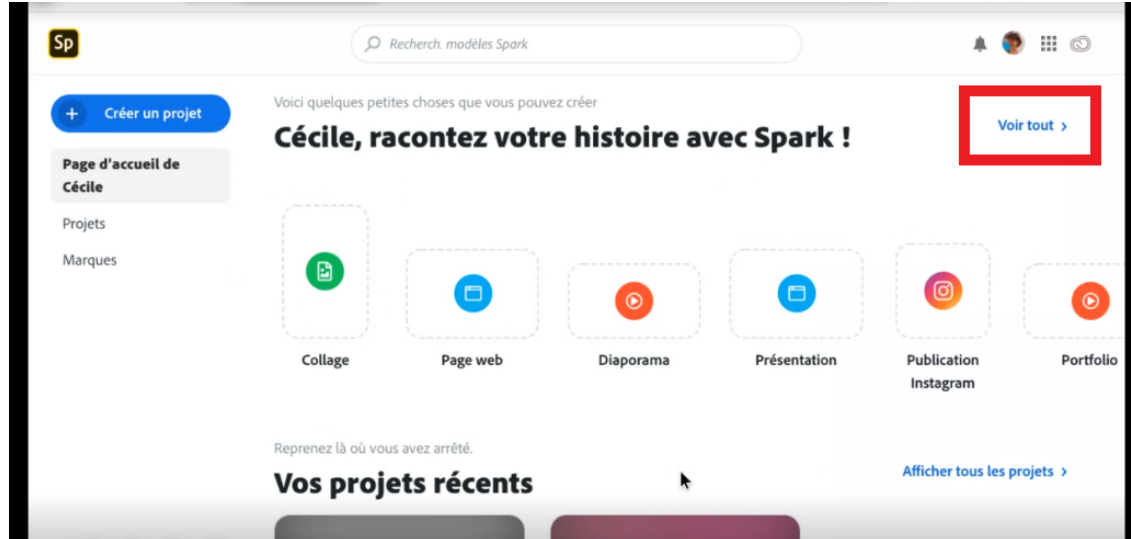 Sp
Recherch. modèles Spark
Créer un projet
Page d'accueil de
Cécile
Projets
Marques
Voici quelques petites choses que vous pouvez créer
Cécile, racontez votre histoire avec Spark !
Voir tout >
Collage
Page web
Diaporama
Présentation
Publication
Instagram
Portfolio
Reprenez là où vous avez arrêté.
Vos projets récents
Afficher tous les projets >